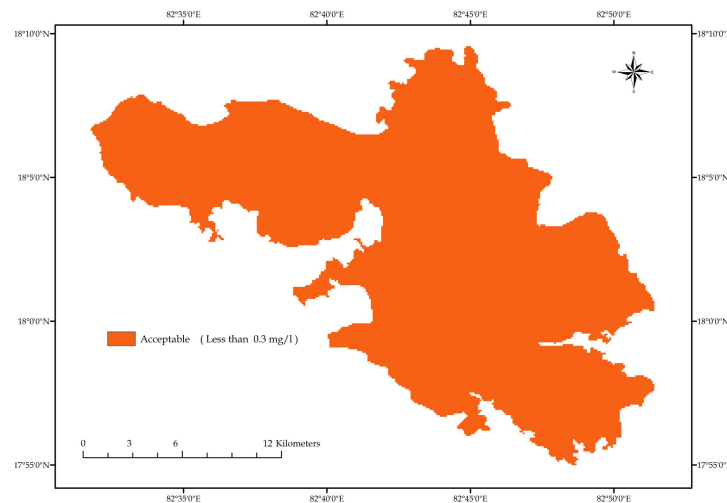 82°35'0"E 82°40'0"E 82°45'0"E 82°50'0"E
18°10'0"N 18°10'0"N
N
W E
S
18°5'0"N 18°5'0"N
18°0'0"N 18°0'0"N
Acceptable ( Less than 0.3 mg/l )
0 3 6 12 Kilometers
17°55'0"N 17°55'0"N
82°35'0"E 82°40'0"E 82°45'0"E 82°50'0"E